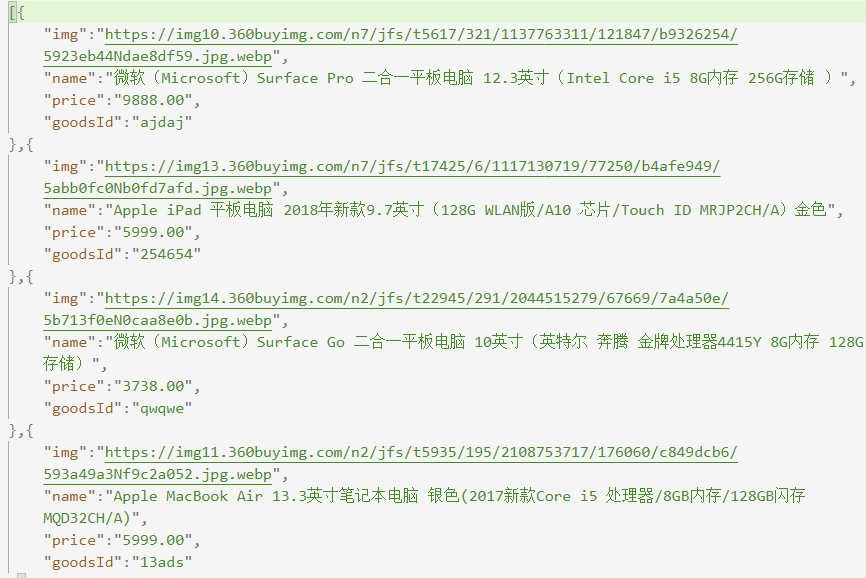 [{
"img":"https://img10.360buyimg.com/n7/jfs/t5617/321/1137763311/121847/b9326254/
5923eb44Ndae8df59.jpg.webp",
"name":"微软（Microsoft）Surface Pro 二合一平板电脑 12.3英寸（Intel Core i5 8G内存 256G存储 ）",
"price":"9888.00",
"goodsId":"ajdaj"
},{
"img":"https://img13.360buyimg.com/n7/jfs/t17425/6/1117130719/77250/b4afe949/
5abb0fc0Nb0fd7afd.jpg.webp",
"name":"Apple iPad 平板电脑 2018年新款9.7英寸（128G WLAN版/A10 芯片/Touch ID MRJP2CH/A）金色",
"price":"5999.00",
"goodsId":"254654"
},{
"img":"https://img14.360buyimg.com/n2/jfs/t22945/291/2044515279/67669/7a4a50e/
5b713f0eN0caa8e0b.jpg.webp",
"name":"微软（Microsoft）Surface Go 二合一平板电脑 10英寸（英特尔 奔腾 金牌处理器4415Y 8G内存 128G
存储）",
"price":"3738.00",
"goodsId":"qwqwe"
},{
"img":"https://img11.360buyimg.com/n2/jfs/t5935/195/2108753717/176060/c849dcb6/
593a49a3Nf9c2a052.jpg.webp",
"name":"Apple MacBook Air 13.3英寸笔记本电脑 银色(2017新款Core i5 处理器/8GB内存/128GB闪存
MQD32CH/A)",
"price":"5999.00",
"goodsId":"13ads"